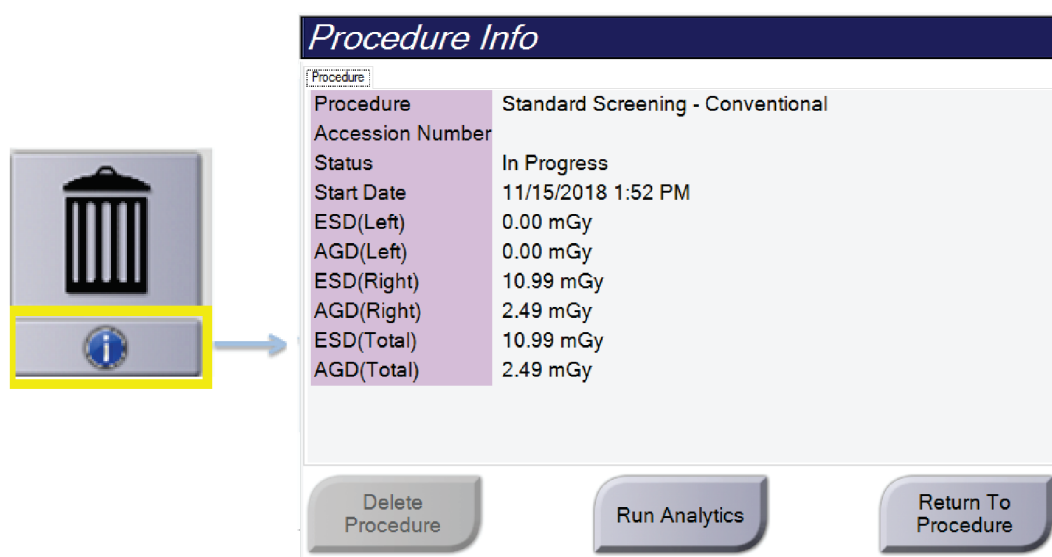 Procedure Info
Procedure
Procedure Standard Screening - Conventional
Accession Number
Status In Progress
Start Date 11/15/2018 1:52 PM
ESD(Left) 0.00 mGy
AGD(Left) 0.00 mGy
ESD(Right) 10.99 mGy
AGD(Right) 2.49 mGy
ESD(Total) 10.99 mGy
AGD(Total) 2.49 mGy
Delete
Procedure
Run Analytics
Return To
Procedure